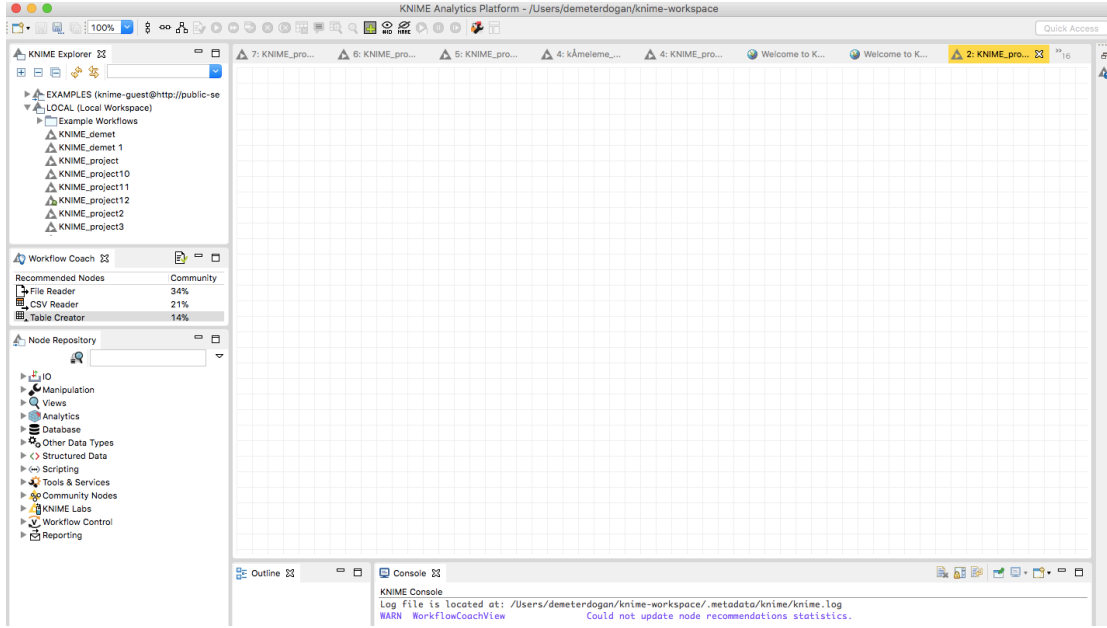 KNIME Analytics Platform - /Users/demeterdogan/knime-workspace
100%
Quick Access
KNIME Explorer
7: KNIME_pro...
6: KNIME_pro...
5: KNIME_pro...
4: kÅmeleme_...
4: KNIME_pro...
Welcome to K...
Welcome to K...
2: KNIME_pro...
16
EXAMPLES (knime-guest@http://public-se
LOCAL (Local Workspace)
Example Workflows
KNIME_demet
KNIME_demet 1
KNIME_project
KNIME_project10
KNIME_project11
KNIME_project12
KNIME_project2
KNIME_project3
Workflow Coach
Recommended Nodes Community
File Reader 34%
CSV Reader 21%
Table Creator 14%
Node Repository
IO
Manipulation
Views
Analytics
Database
Other Data Types
Structured Data
Scripting
Tools & Services
Community Nodes
KNIME Labs
Workflow Control
Reporting
Outline
Console
KNIME Console
Log file is located at: /Users/demeterdogan/knime-workspace/.metadata/knime/knime.log
WARN WorkflowCoachView Could not update node recommendations statistics.